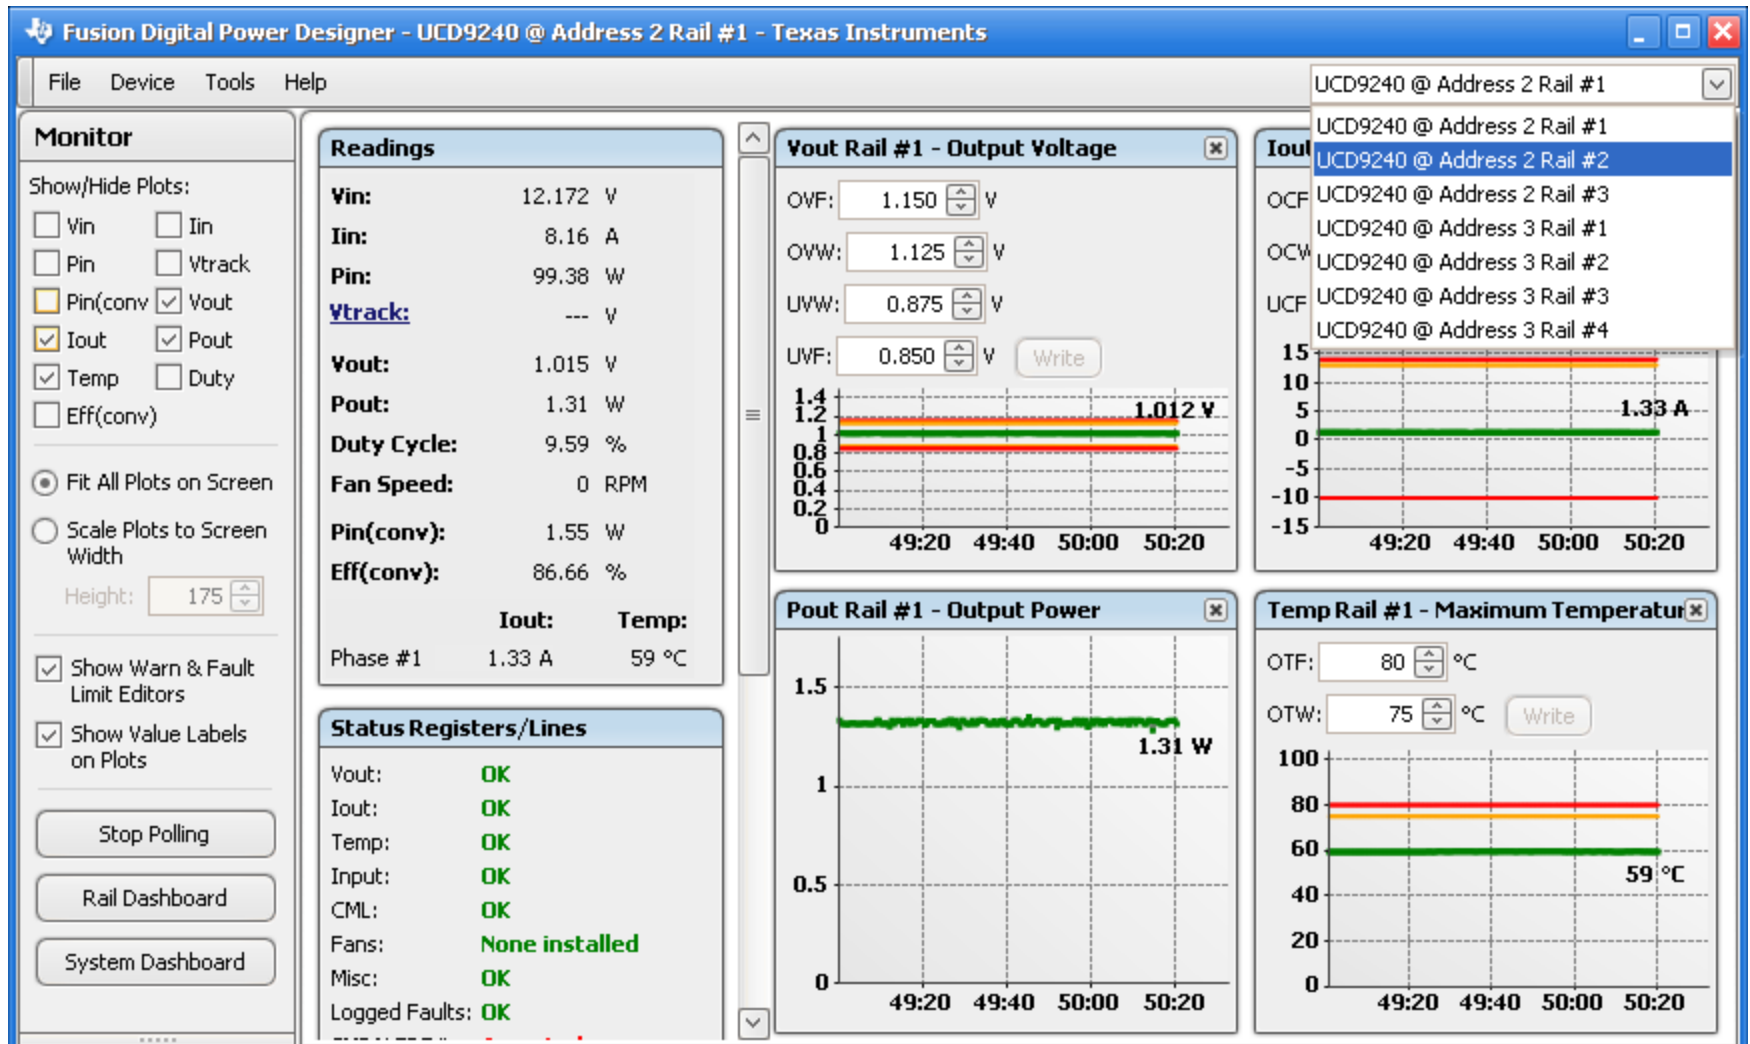 Fusion Digital Power Designer - UCD9240 @ Address 2 Rail #1 - Texas Instruments
File Device Tools Help
UCD9240 @ Address 2 Rail #1
UCD9240 @ Address 2 Rail #1
UCD9240 @ Address 2 Rail #2
UCD9240 @ Address 2 Rail #3
UCD9240 @ Address 3 Rail #1
UCD9240 @ Address 3 Rail #2
UCD9240 @ Address 3 Rail #3
UCD9240 @ Address 3 Rail #4
Monitor
Show/Hide Plots:
Vin Iin
Pin Vtrack
Pin(conv Vout
Iout Pout
Temp Duty
Eff(conv)
Fit All Plots on Screen
Scale Plots to Screen
Width
Height: 175
Show Warn & Fault
Limit Editors
Show Value Labels
on Plots
Stop Polling
Rail Dashboard
System Dashboard
Readings
Vin: 12.172 V
Iin: 8.16 A
Pin: 99.38 W
Vtrack: --- V
Vout: 1.015 V
Pout: 1.31 W
Duty Cycle: 9.59 %
Fan Speed: 0 RPM
Pin(conv): 1.55 W
Eff(conv): 86.66 %
Iout: Temp:
Phase #1 1.33 A 59 °C
Status Registers/Lines
Vout: OK
Iout: OK
Temp: OK
Input: OK
CML: OK
Fans: None installed
Misc: OK
Logged Faults: OK
Vout Rail #1 - Output Voltage
OVF: 1.150 V
OVW: 1.125 V
UVW: 0.875 V
UVF: 0.850 V Write
1.4
1.2
1
0.8
0.6
0.4
0.2
0
1.012 V
49:20 49:40 50:00 50:20
Iout
OCF
OCW
UCF
15
10
5
0
-5
-10
-15
1.33 A
49:20 49:40 50:00 50:20
Pout Rail #1 - Output Power
1.5
1
0.5
0
1.31 W
49:20 49:40 50:00 50:20
Temp Rail #1 - Maximum Temperatur
OTF: 80 °C
OTW: 75 °C Write
100
80
60
40
20
0
59 °C
49:20 49:40 50:00 50:20